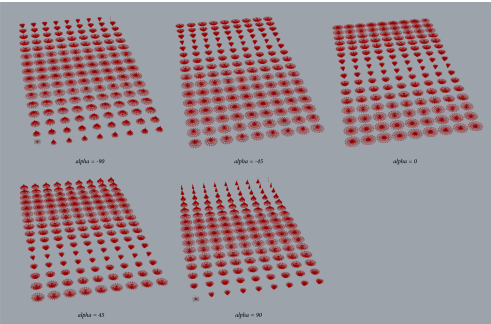 alpha = -90
alpha = -45
alpha = 0
alpha = 45
alpha = 90